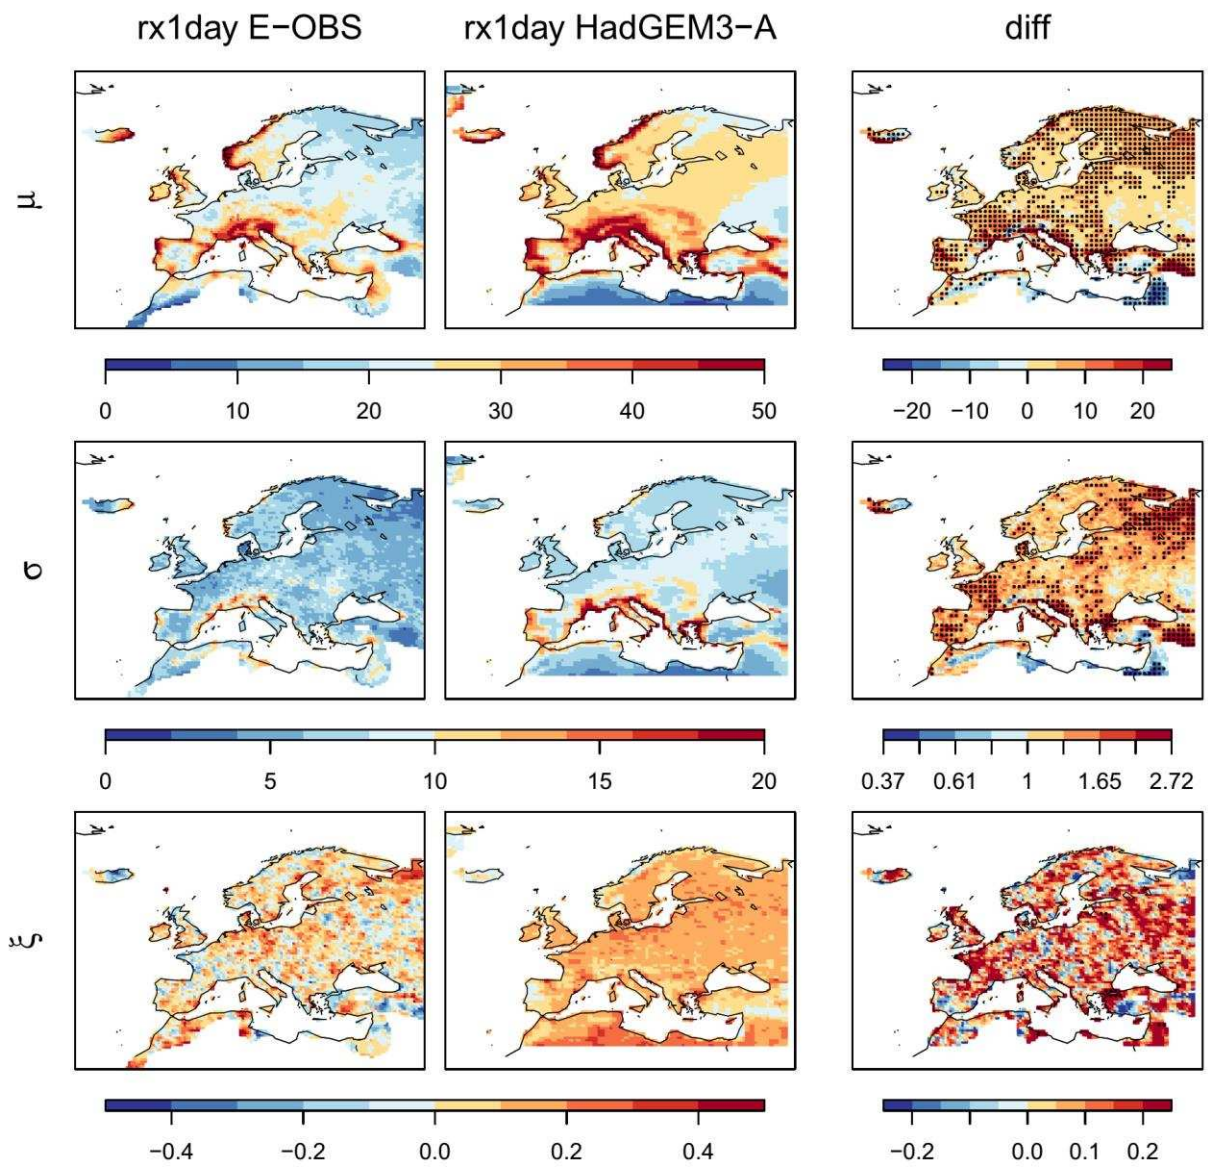 rx1day E−OBS rx1day HadGEM3−A diff
μ
0 10 20 30 40 50 −20 −10 0 10 20
σ
0 5 10 15 20 0.37 0.61 1 1.65 2.72
ξ
−0.4 −0.2 0.0 0.2 0.4 −0.2 0.0 0.1 0.2